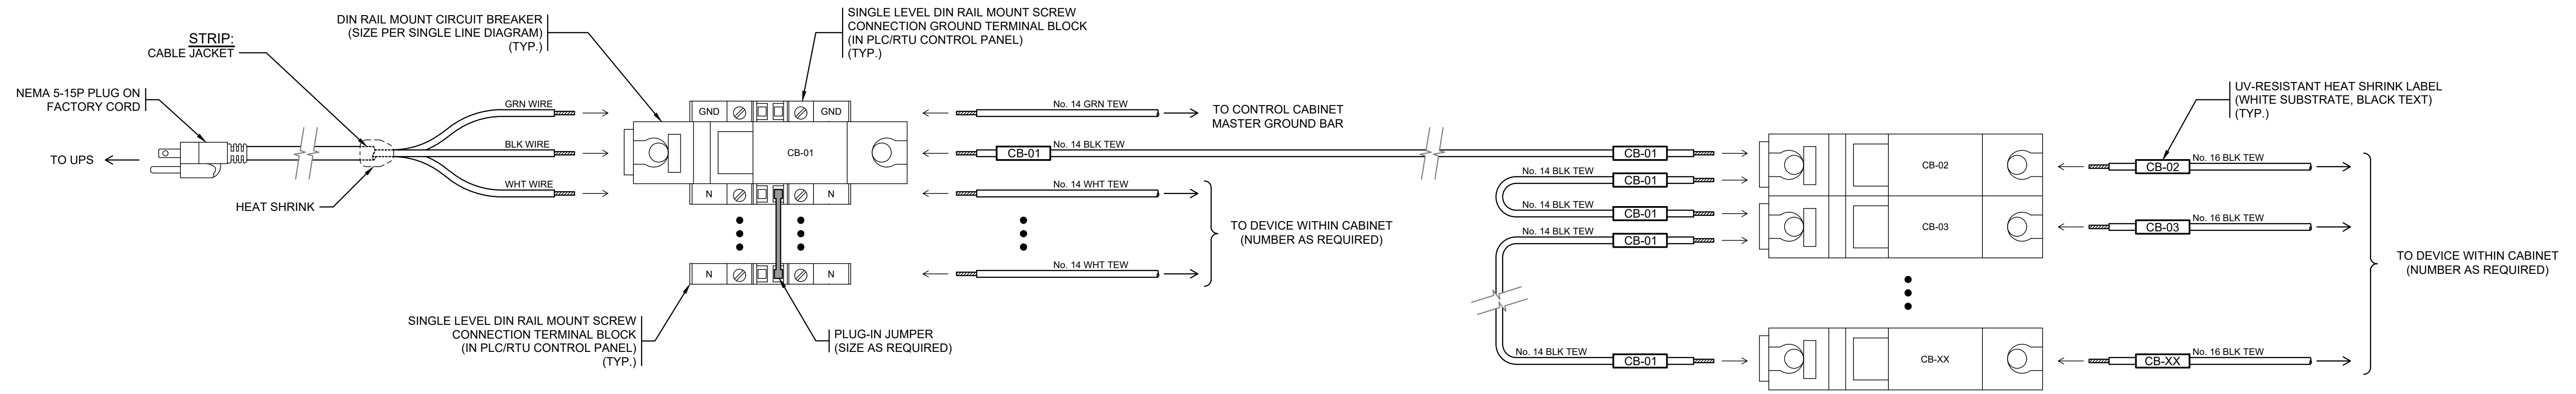 DIN RAIL MOUNT CIRCUIT BREAKER
(SIZE PER SINGLE LINE DIAGRAM)
(TYP.)
SINGLE LEVEL DIN RAIL MOUNT SCREW
CONNECTION GROUND TERMINAL BLOCK
(IN PLC/RTU CONTROL PANEL)
(TYP.)
STRIP:
CABLE JACKET
NEMA 5-15P PLUG ON
FACTORY CORD
TO UPS
HEAT SHRINK
GRN WIRE
BLK WIRE
WHT WIRE
GND
GND
CB-01
N
N
N
N
SINGLE LEVEL DIN RAIL MOUNT SCREW
CONNECTION TERMINAL BLOCK
(IN PLC/RTU CONTROL PANEL)
(TYP.)
PLUG-IN JUMPER
(SIZE AS REQUIRED)
No. 14 GRN TEW
TO CONTROL CABINET
MASTER GROUND BAR
CB-01
No. 14 BLK TEW
No. 14 WHT TEW
No. 14 WHT TEW
TO DEVICE WITHIN CABINET
(NUMBER AS REQUIRED)
CB-01
No. 14 BLK TEW
CB-01
No. 14 BLK TEW
CB-01
No. 14 BLK TEW
CB-01
No. 14 BLK TEW
CB-01
CB-02
CB-03
CB-XX
UV-RESISTANT HEAT SHRINK LABEL
(WHITE SUBSTRATE, BLACK TEXT)
(TYP.)
CB-02
No. 16 BLK TEW
CB-03
No. 16 BLK TEW
CB-XX
No. 16 BLK TEW
TO DEVICE WITHIN CABINET
(NUMBER AS REQUIRED)